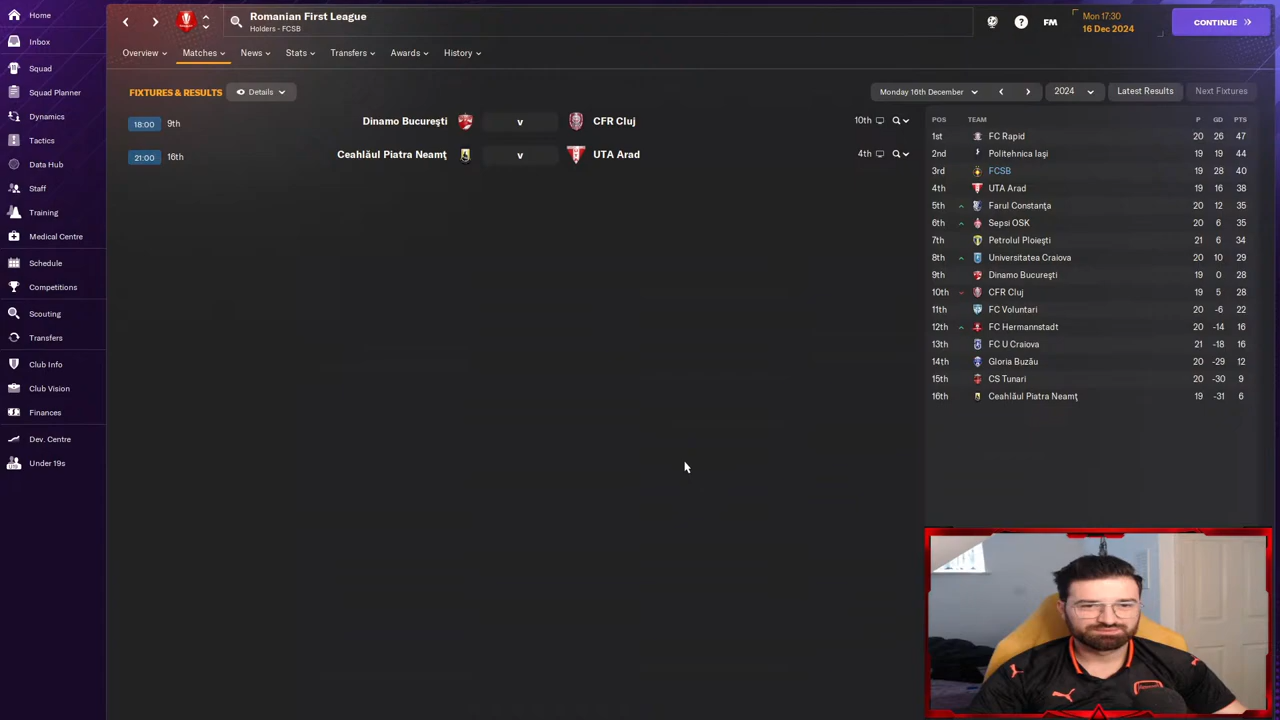 Home
Inbox
Squad
Squad Planner
Dynamics
Tactics
Data Hub
Staff
Training
Medical Centre
Schedule
Competitions
Scouting
Transfers
Club Info
Club Vision
Finances
Dev. Centre
Under 19s
Romanian First League
Holders - FCSB
FM
Mon 17:30
16 Dec 2024
CONTINUE
Overview Matches News Stats Transfers Awards History
FIXTURES & RESULTS Details
Monday 16th December 2024 Latest Results Next Fixtures
18:00 9th Dinamo Bucureşti v CFR Cluj 10th
21:00 16th Ceahlăul Piatra Neamţ v UTA Arad 4th
POS TEAM P GD PTS
1st FC Rapid 20 26 47
2nd Politehnica Iaşi 19 19 44
3rd FCSB 19 28 40
4th UTA Arad 19 16 38
5th Farul Constanţa 20 12 35
6th Sepsi OSK 20 6 35
7th Petrolul Ploieşti 21 6 34
8th Universitatea Craiova 20 10 29
9th Dinamo Bucureşti 19 0 28
10th CFR Cluj 19 5 28
11th FC Voluntari 20 -6 22
12th FC Hermannstadt 20 -14 16
13th FC U Craiova 21 -18 16
14th Gloria Buzău 20 -29 12
15th CS Tunari 20 -30 9
16th Ceahlăul Piatra Neamţ 19 -31 6